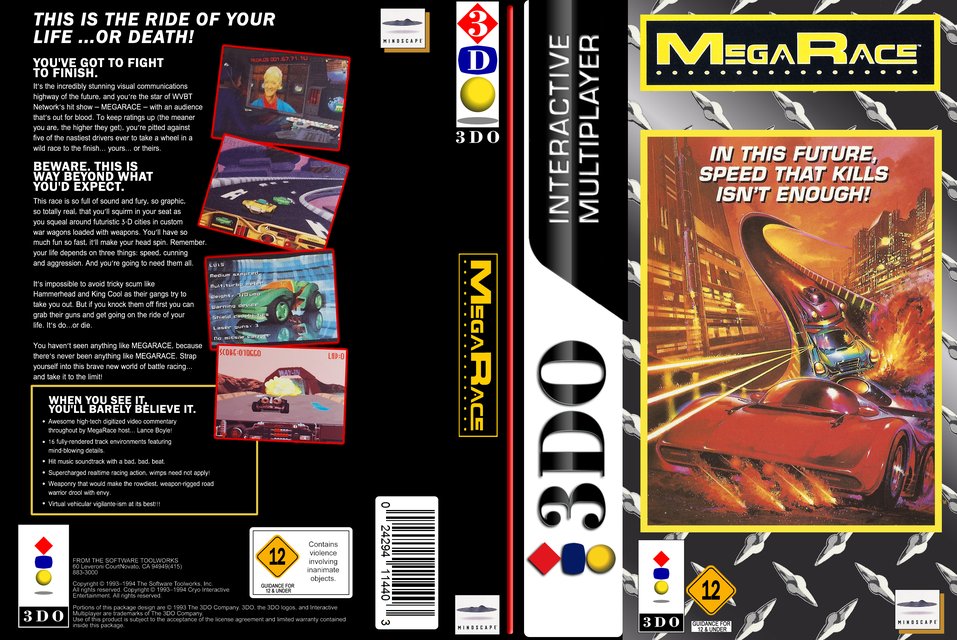 THIS IS THE RIDE OF YOUR
LIFE ...OR DEATH!
MINDSCAPE
YOU'VE GOT TO FIGHT
TO FINISH.
It's the incredibly stunning visual communications
highway of the future, and you're the star of WVBT
Network's hit show – MEGARACE – with an audience
that's out for blood. To keep ratings up (the meaner
you are, the higher they get), you're pitted against
five of the nastiest drivers ever to take a wheel in a
wild race to the finish... yours... or theirs.
BEWARE. THIS IS
WAY BEYOND WHAT
YOU'D EXPECT.
This race is so full of sound and fury, so graphic,
so totally real, that you'll squirm in your seat as
you squeal around futuristic 3-D cities in custom
war wagons loaded with weapons. You'll have so
much fun so fast, it'll make your head spin. Remember,
your life depends on three things: speed, cunning
and aggression. And you're going to need them all.
It's impossible to avoid tricky scum like
Hammerhead and King Cool as their gangs try to
take you out. But if you knock them off first you can
grab their guns and get going on the ride of your
life. It's do...or die.
You haven't seen anything like MEGARACE, because
there's never been anything like MEGARACE. Strap
yourself into this brave new world of battle racing...
and take it to the limit!
WHEN YOU SEE IT,
YOU'LL BARELY BELIEVE IT.
• Awesome high-tech digitized video commentary
throughout by MegaRace host... Lance Boyle!
• 16 fully-rendered track environments featuring
mind-blowing details.
• Hit music soundtrack with a bad, bad, beat.
• Supercharged realtime racing action, wimps need not apply!
• Weaponry that would make the rowdiest, weapon-rigged road
warrior drool with envy.
• Virtual vehicular vigilante-ism at its best!!!
Medium armored
Laser guns: 3
LAP:0
3DO
FROM THE SOFTWARE TOOLWORKS
60 Leveroni CourtNovato, CA 94949(415)
883-3000
Copyright © 1993-1994 The Software Toolworks, Inc.
All rights reserved. Copyright © 1993-1994 Cryo Interactive
Entertainment. All rights reserved.
Portions of this package design are © 1993 The 3DO Company. 3DO, the 3DO logos, and Interactive
Multiplayer are trademarks of The 3DO Company.
Use of this product is subject to the acceptance of the license agreement and limited warranty contained
inside this package.
12
GUIDANCE FOR
12 & UNDER
Contains
violence
involving
inanimate
objects.
0 24294 11440 3
3
D
3DO
MEGARACE
MINDSCAPE
INTERACTIVE
MULTIPLAYER
3DO
MEGARACE™
IN THIS FUTURE,
SPEED THAT KILLS
ISN'T ENOUGH!
3DO
12
GUIDANCE FOR
12 & UNDER
MINDSCAPE